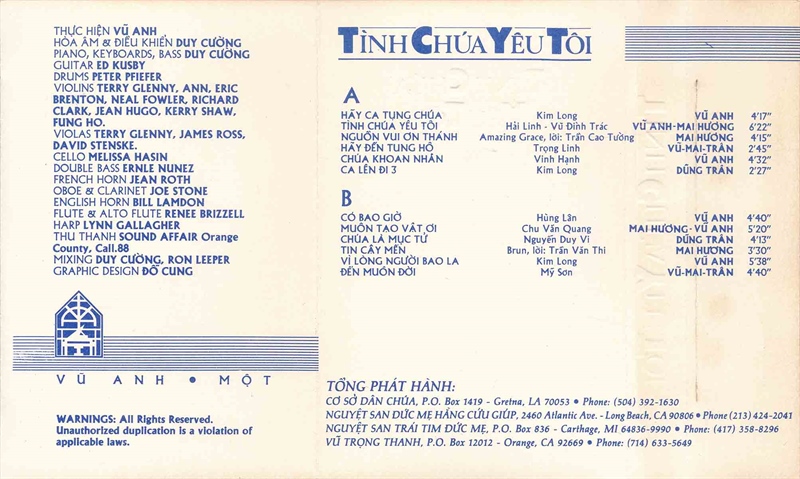 THỰC HIỆN VŨ ANH
HÒA ÂM & ĐIỀU KHIỂN DUY CƯỜNG
PIANO, KEYBOARDS, BASS DUY CƯỜNG
GUITAR ED KUSBY
DRUMS PETER PFIEFER
VIOLINS TERRY GLENNY, ANN, ERIC
BRENTON, NEAL FOWLER, RICHARD
CLARK, JEAN HUGO, KERRY SHAW,
FUNG HO.
VIOLAS TERRY GLENNY, JAMES ROSS,
DAVID STENSKE.
CELLO MELISSA HASIN
DOUBLE BASS ERNLE NUNEZ
FRENCH HORN JEAN ROTH
OBOE & CLARINET JOE STONE
ENGLISH HORN BILL LAMDON
FLUTE & ALTO FLUTE RENEE BRIZZELL
HARP LYNN GALLAGHER
THU THANH SOUND AFFAIR Orange
County, Call.88
MIXING DUY CƯỜNG, RON LEEPER
GRAPHIC DESIGN ĐỖ CUNG
VŨ ANH • MỘT
WARNINGS: All Rights Reserved.
Unauthorized duplication is a violation of
applicable laws.
TÌNH CHÚA YÊU TÔI
A
HÃY CA TỤNG CHÚA Kim Long VŨ ANH 4'17"
TÌNH CHÚA YÊU TÔI Hải Linh - Vũ Đình Trác VŨ ANH-MAI HƯƠNG 6'22"
NGUỒN VUI ƠN THÁNH Amazing Grace, lời: Trần Cao Tường MAI HƯƠNG 4'15"
HÃY ĐẾN TUNG HÔ Trọng Linh VŨ-MAI-TRÂN 2'45"
CHÚA KHOAN NHÂN Vinh Hạnh VŨ ANH 4'32"
CA LÊN ĐI 3 Kim Long DŨNG TRÂN 2'27"
B
CÓ BAO GIỜ Hùng Lân VŨ ANH 4'40"
MUÔN TẠO VẬT ƠI Chu Văn Quang MAI HƯƠNG-VŨ ANH 5'20"
CHÚA LÀ MỤC TỬ Nguyễn Duy Vi DŨNG TRÂN 4'13"
TIN CẬY MẾN Brun, lời: Trần Văn Thi MAI HƯƠNG 3'30"
VÌ LÒNG NGƯỜI BAO LA Kim Long VŨ ANH 5'38"
ĐẾN MUÔN ĐỜI Mỹ Sơn VŨ-MAI-TRÂN 4'40"
TỔNG PHÁT HÀNH:
CƠ SỞ DÂN CHÚA, P.O. Box 1419 - Gretna, LA 70053 • Phone: (504) 392-1630
NGUYỆT SAN ĐỨC MẸ HẰNG CỨU GIÚP, 2460 Atlantic Ave. - Long Beach, CA 90806 • Phone (213) 424-2041
NGUYỆT SAN TRÁI TIM ĐỨC MẸ, P.O. Box 836 - Carthage, MI 64836-9990 • Phone: (417) 358-8296
VŨ TRỌNG THANH, P.O. Box 12012 - Orange, CA 92669 • Phone: (714) 633-5649